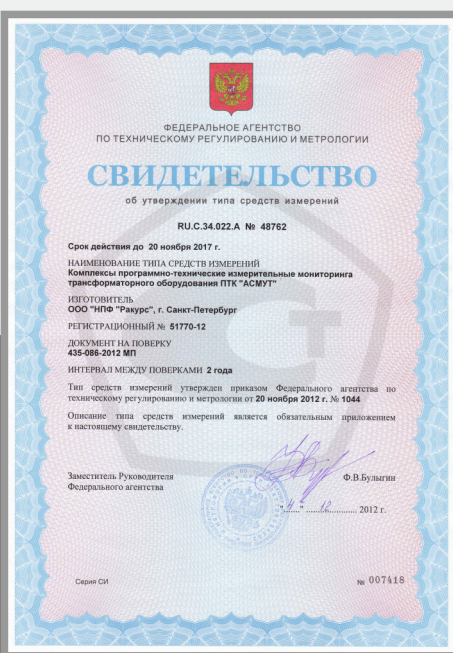 ФЕДЕРАЛЬНОЕ АГЕНТСТВО
ПО ТЕХНИЧЕСКОМУ РЕГУЛИРОВАНИЮ И МЕТРОЛОГИИ
СВИДЕТЕЛЬСТВО
об утверждении типа средств измерений
RU.C.34.022.A № 48762
Срок действия до 20 ноября 2017 г.
НАИМЕНОВАНИЕ ТИПА СРЕДСТВ ИЗМЕРЕНИЙ
Комплексы программно-технические измерительные мониторинга
трансформаторного оборудования ПТК "АСМУТ"
ИЗГОТОВИТЕЛЬ
ООО "НПФ "Ракурс", г. Санкт-Петербург
РЕГИСТРАЦИОННЫЙ № 51770-12
ДОКУМЕНТ НА ПОВЕРКУ
435-086-2012 МП
ИНТЕРВАЛ МЕЖДУ ПОВЕРКАМИ 2 года
Тип средств измерений утвержден приказом Федерального агентства по
техническому регулированию и метрологии от 20 ноября 2012 г. № 1044
Описание типа средств измерений является обязательным приложением
к настоящему свидетельству.
Заместитель Руководителя
Федерального агентства
Ф.В.Булыгин
"4" 12 2012 г.
Серия СИ
№ 007418